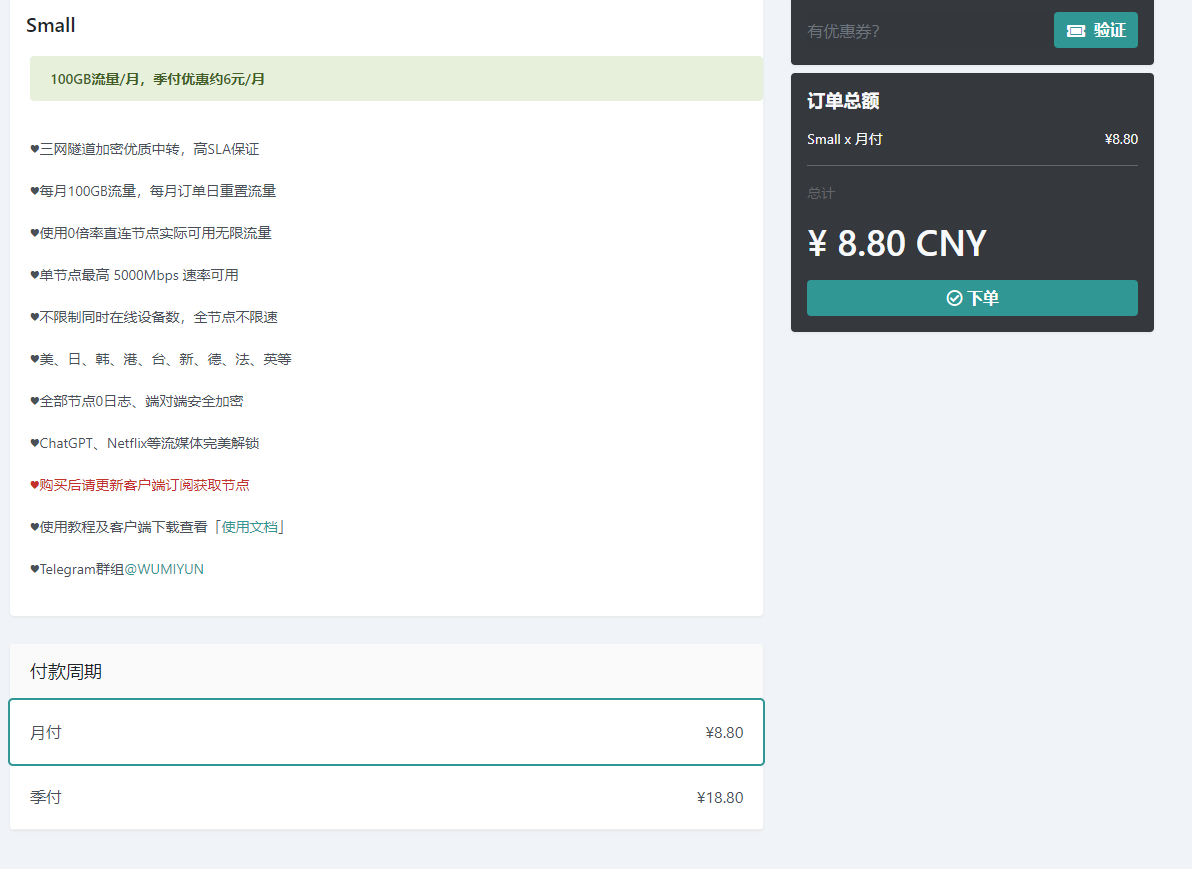 Small
100GB流量/月，季付优惠约6元/月
♥三网隧道加密优质中转，高SLA保证
♥每月100GB流量，每月订单日重置流量
♥使用0倍率直连节点实际可用无限流量
♥单节点最高 5000Mbps 速率可用
♥不限制同时在线设备数，全节点不限速
♥美、日、韩、港、台、新、德、法、英等
♥全部节点0日志、端对端安全加密
♥ChatGPT、Netflix等流媒体完美解锁
♥购买后请更新客户端订阅获取节点
♥使用教程及客户端下载查看「使用文档」
♥Telegram群组@WUMIYUN
付款周期
月付 ¥8.80
季付 ¥18.80
有优惠券？ 验证
订单总额
Small x 月付 ¥8.80
总计
¥ 8.80 CNY
下单